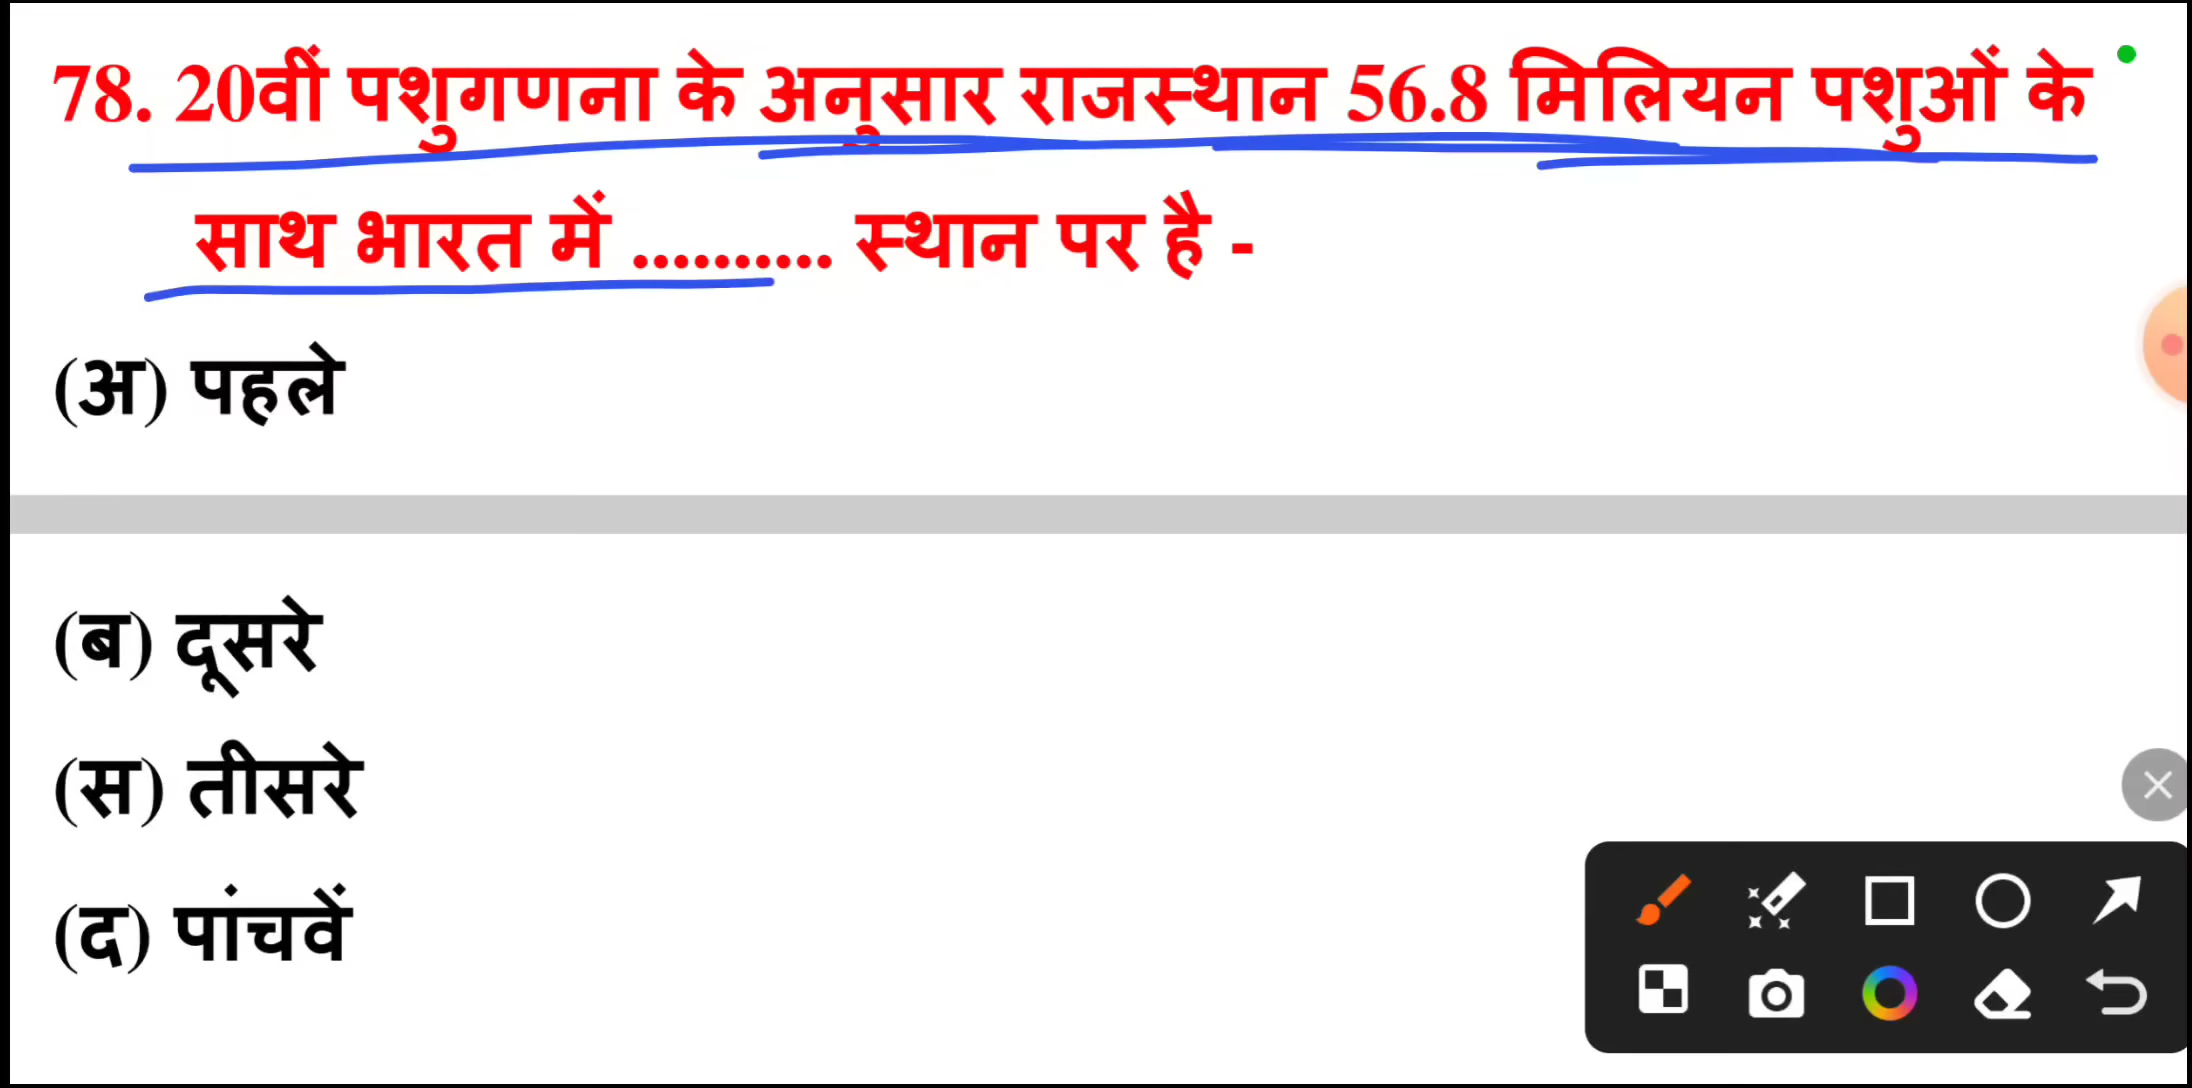 78. 20वीं पशुगणना के अनुसार राजस्थान 56.8 मिलियन पशुओं के
साथ भारत में .......... स्थान पर है -
(अ) पहले
(ब) दूसरे
(स) तीसरे
(द) पांचवें